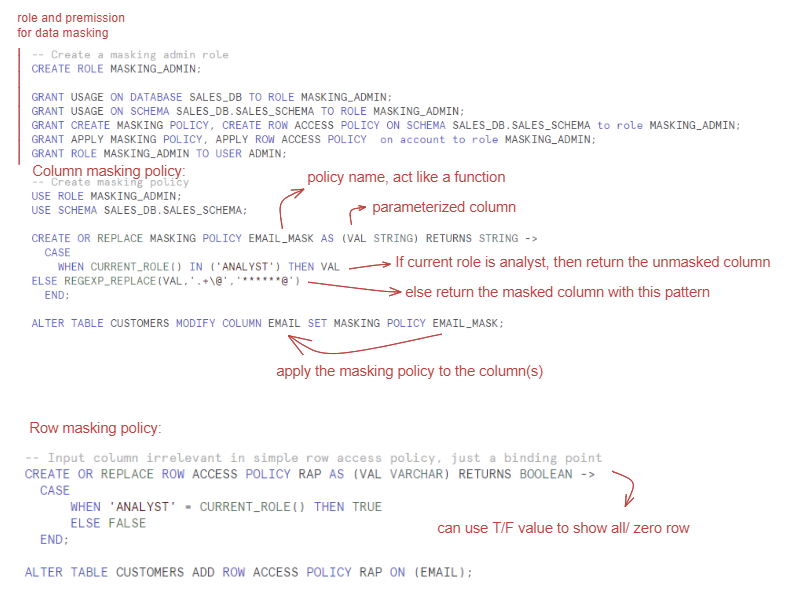 role and premission
for data masking
-- Create a masking admin role
CREATE ROLE MASKING_ADMIN;
GRANT USAGE ON DATABASE SALES_DB TO ROLE MASKING_ADMIN;
GRANT USAGE ON SCHEMA SALES_DB.SALES_SCHEMA TO ROLE MASKING_ADMIN;
GRANT CREATE MASKING POLICY, CREATE ROW ACCESS POLICY ON SCHEMA SALES_DB.SALES_SCHEMA to role MASKING_ADMIN;
GRANT APPLY MASKING POLICY, APPLY ROW ACCESS POLICY  on account to role MASKING_ADMIN;
GRANT ROLE MASKING_ADMIN TO USER ADMIN;
Column masking policy:
-- Create masking policy
policy name, act like a function
USE ROLE MASKING_ADMIN;
USE SCHEMA SALES_DB.SALES_SCHEMA;
parameterized column
CREATE OR REPLACE MASKING POLICY EMAIL_MASK AS (VAL STRING) RETURNS STRING ->
CASE
WHEN CURRENT_ROLE() IN ('ANALYST') THEN VAL
If current role is analyst, then return the unmasked column
ELSE REGEXP_REPLACE(VAL,'.+\@','******@')
else return the masked column with this pattern
END;
ALTER TABLE CUSTOMERS MODIFY COLUMN EMAIL SET MASKING POLICY EMAIL_MASK;
apply the masking policy to the column(s)
Row masking policy:
-- Input column irrelevant in simple row access policy, just a binding point
CREATE OR REPLACE ROW ACCESS POLICY RAP AS (VAL VARCHAR) RETURNS BOOLEAN ->
CASE
WHEN 'ANALYST' = CURRENT_ROLE() THEN TRUE
ELSE FALSE
can use T/F value to show all/ zero row
END;
ALTER TABLE CUSTOMERS ADD ROW ACCESS POLICY RAP ON (EMAIL);